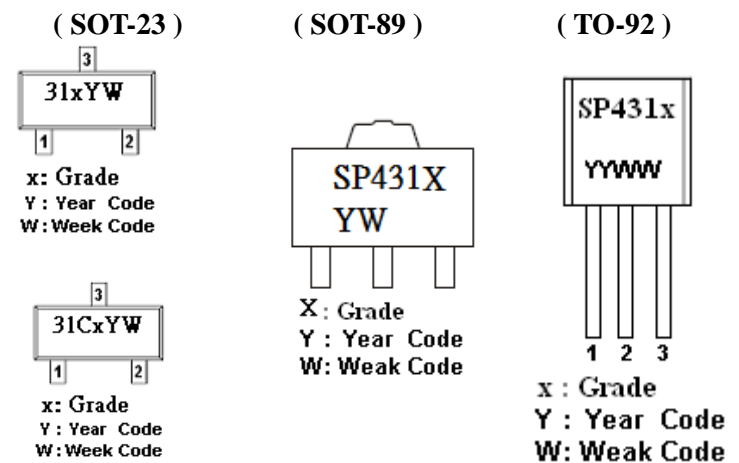 ( SOT-23 )
3
31xYW
1 2
x: Grade
Y : Year Code
W : Week Code
3
31CxYW
1 2
x: Grade
Y : Year Code
W : Week Code
( SOT-89 )
SP431X
YW
X : Grade
Y : Year Code
W: Weak Code
( TO-92 )
SP431x
YYWW
1 2 3
x : Grade
Y : Year Code
W: Weak Code